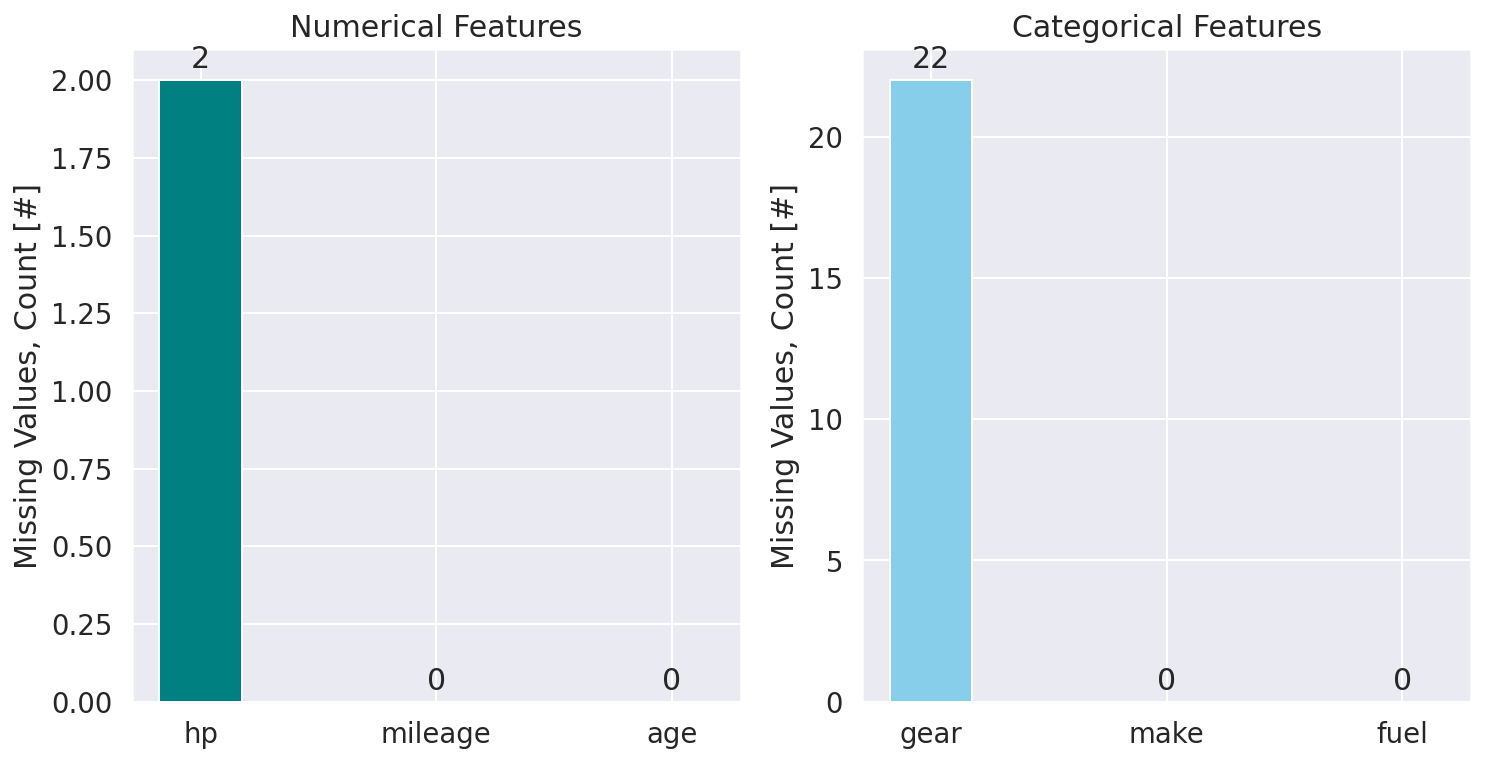 Numerical Features
2
2.00
1.75
1.50
1.25
1.00
0.75
0.50
0.25
0.00
Missing Values, Count [#]
0
0
hp
mileage
age
Categorical Features
22
20
15
10
5
0
Missing Values, Count [#]
0
0
gear
make
fuel